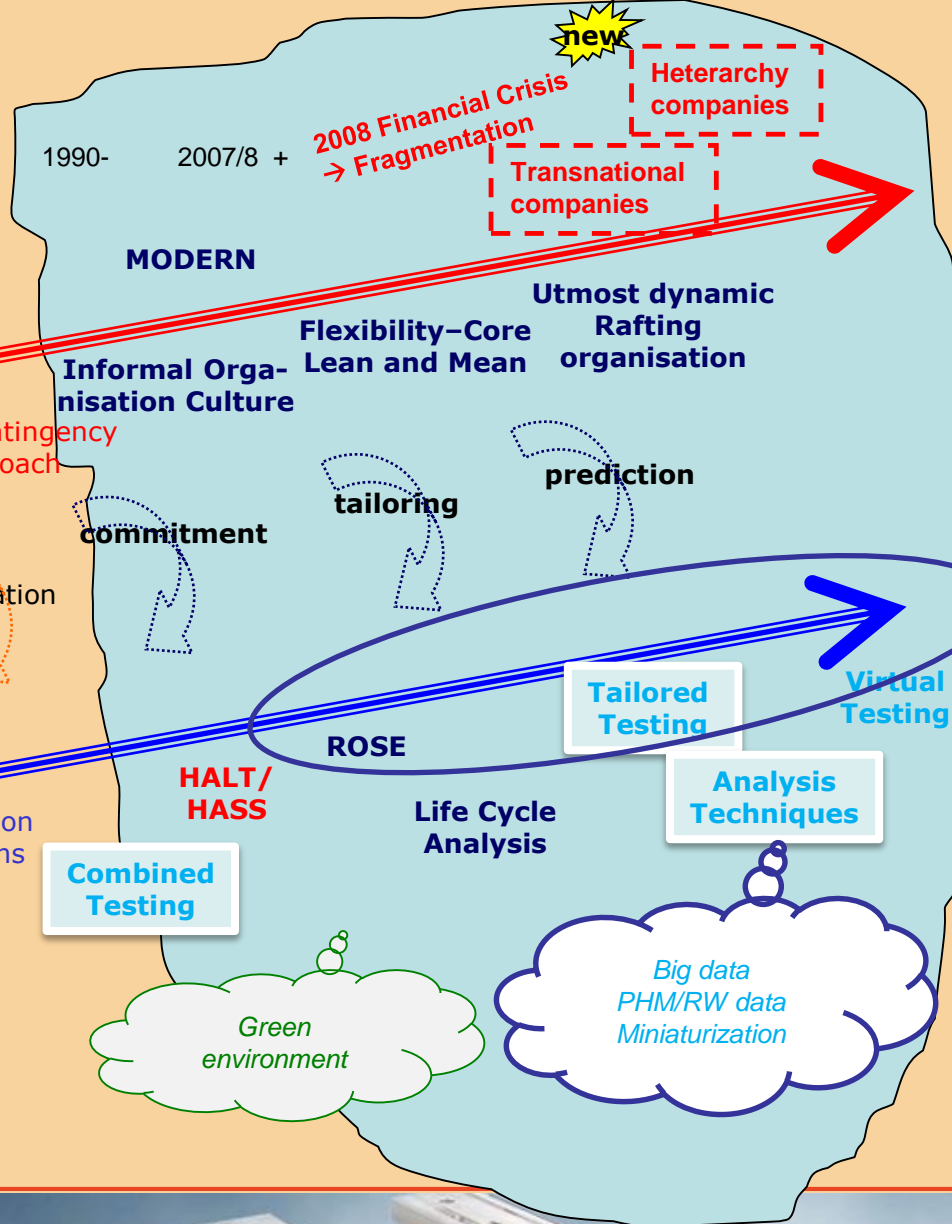 new
Heterarchy
companies
2008 Financial Crisis
→ Fragmentation
1990-
2007/8 +
Transnational
companies
MODERN
Utmost dynamic
Rafting
organisation
Flexibility–Core
Lean and Mean
Informal Orga-
nisation Culture
tingency
oach
prediction
tailoring
commitment
tion
Virtual
Testing
Tailored
Testing
ROSE
HALT/
HASS
Analysis
Techniques
Life Cycle
Analysis
on
ns
Combined
Testing
Big data
PHM/RW data
Miniaturization
Green
environment